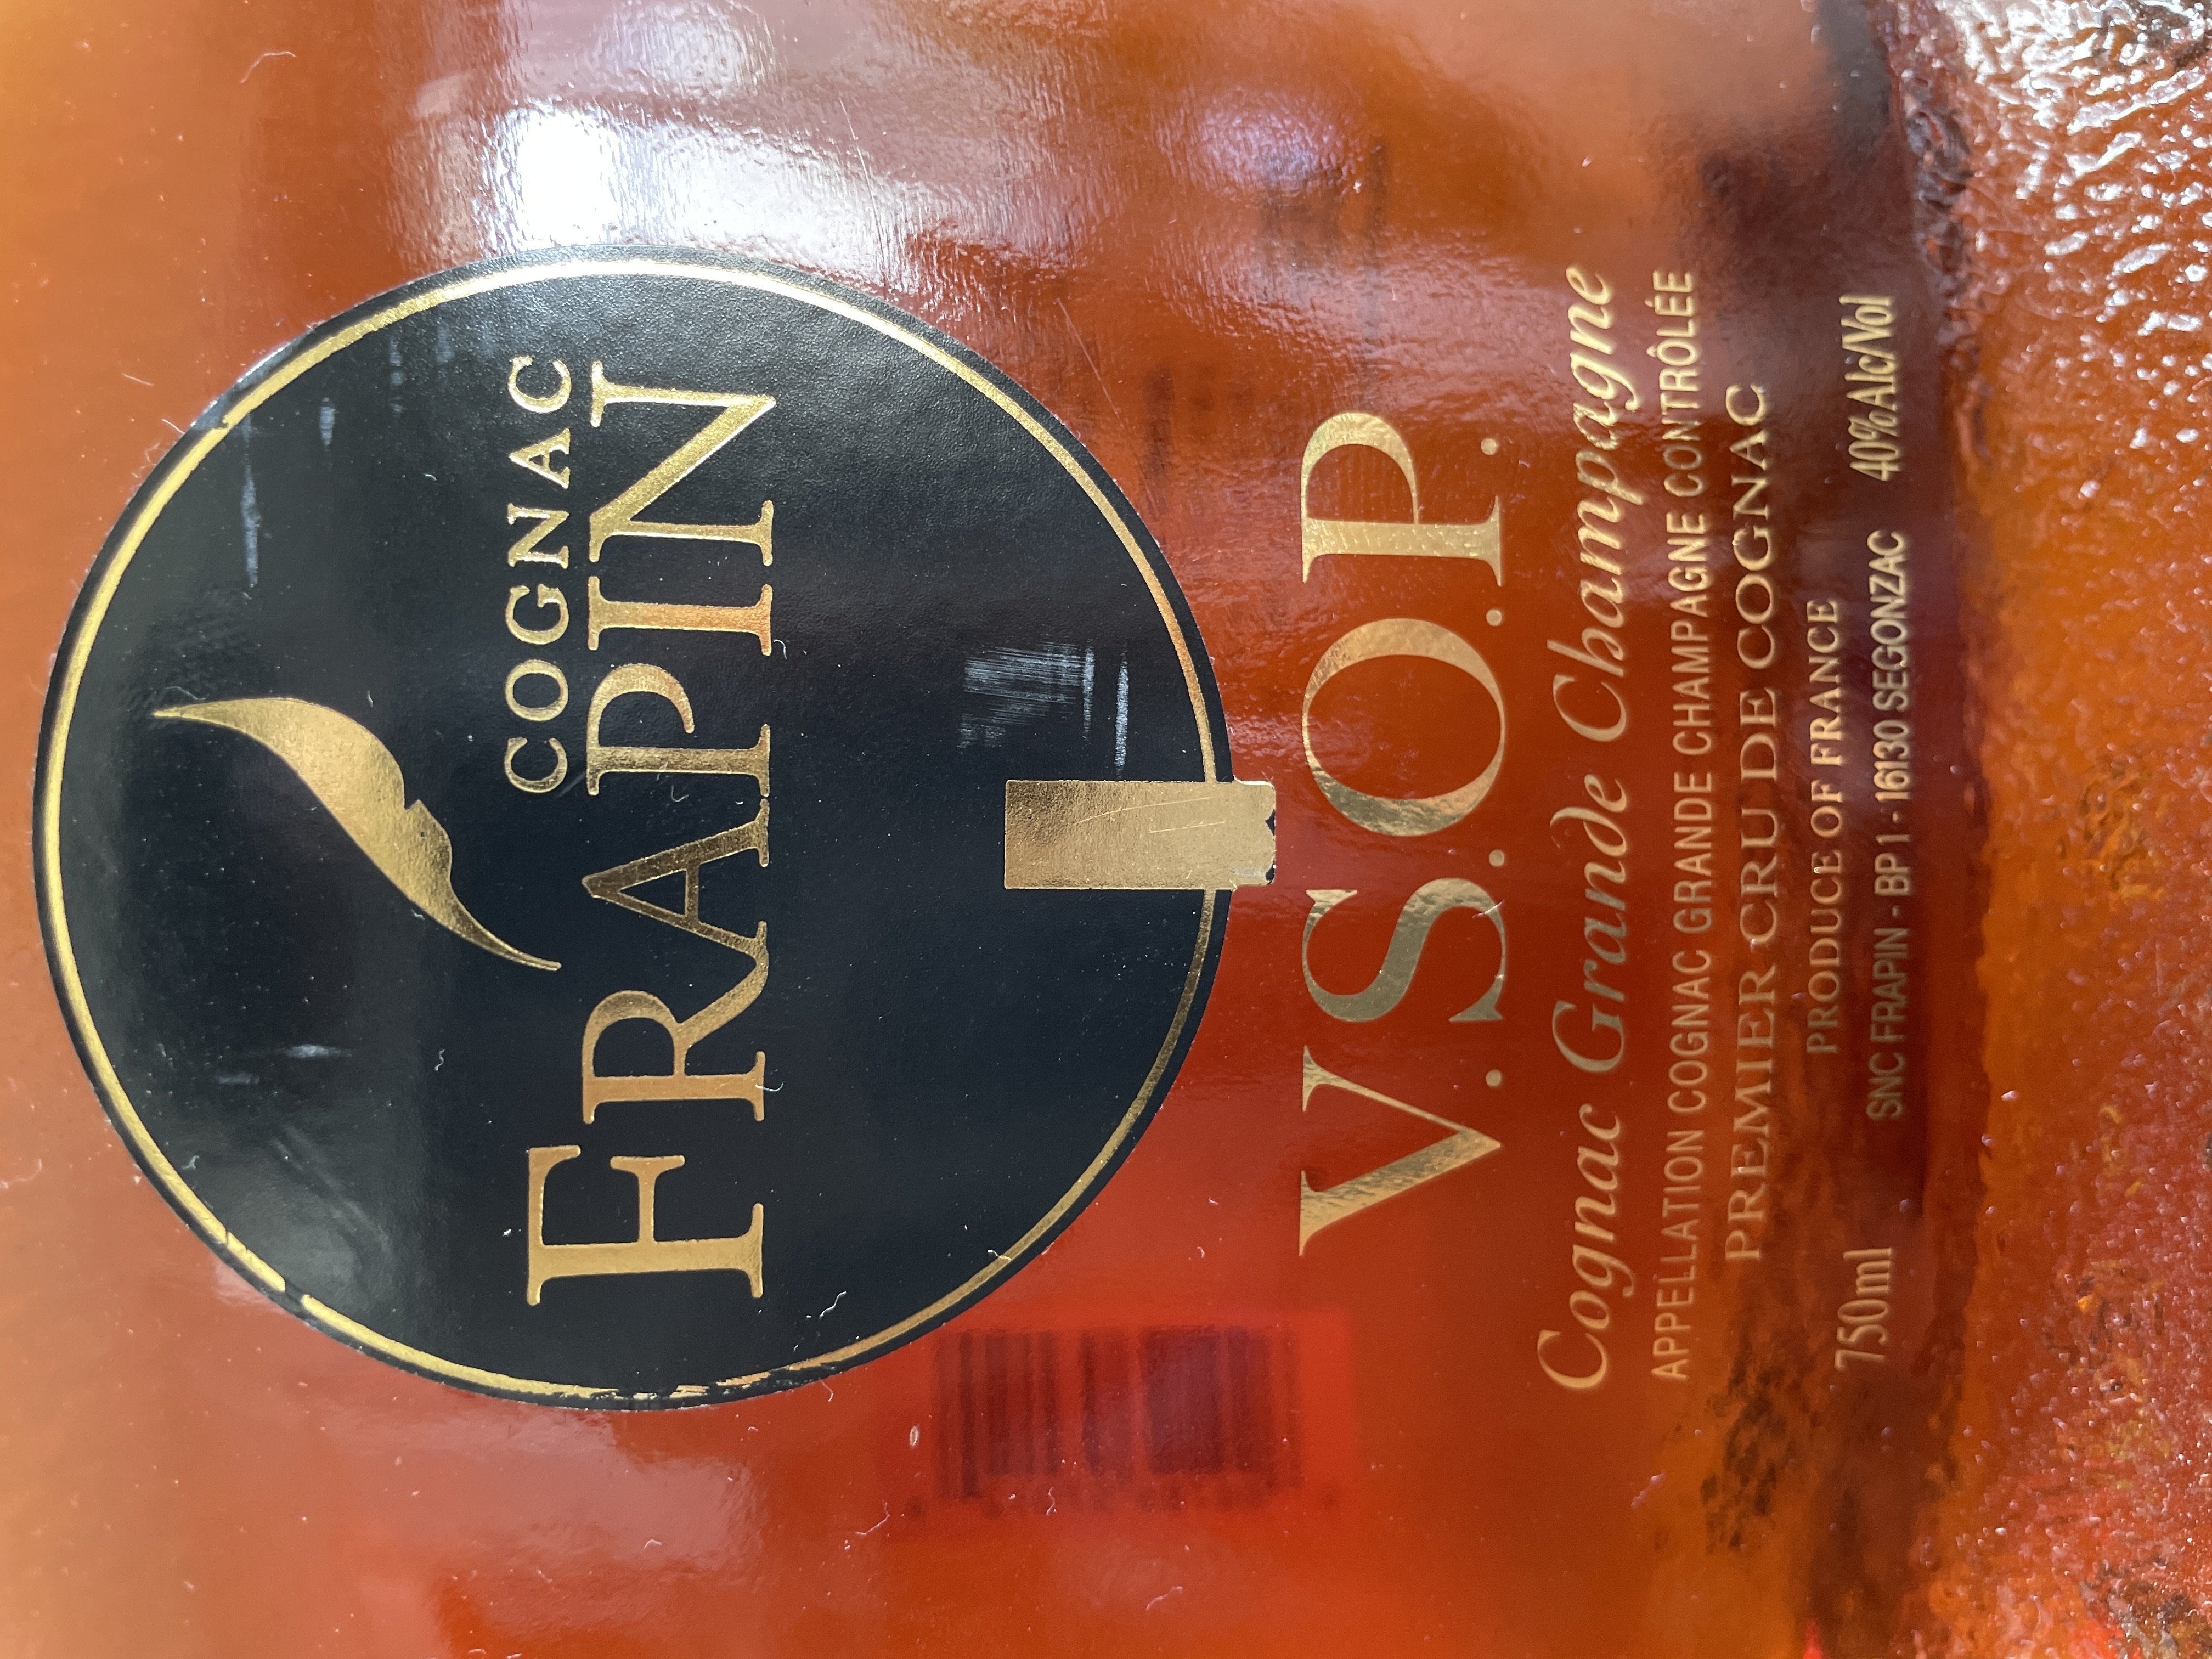 COGNAC
FRAPIN
V.S.O.P.
Cognac Grande Champagne
APPELLATION COGNAC GRANDE CHAMPAGNE CONTRÔLÉE
PREMIER CRU DE COGNAC
PRODUCE OF FRANCE
750ml SNC FRAPIN - BP 1 - 16130 SEGONZAC 40%Alc/Vol